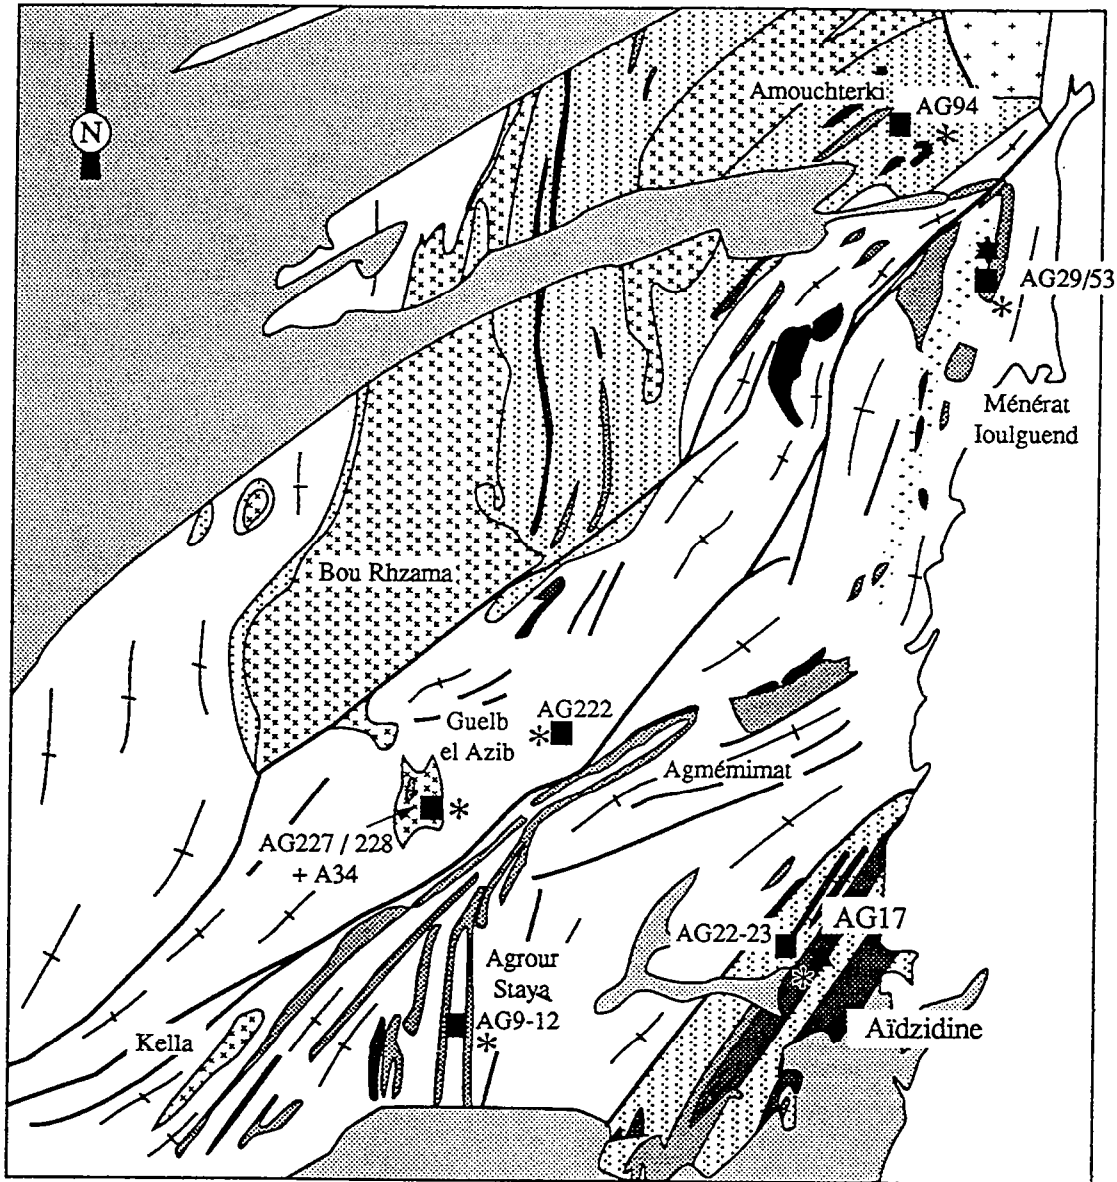 Amouchterki
AG94
N
AG29/53
Ménérat
Ioulguend
Bou Rhzama
Guelb
el Azib
AG222
Agmémimat
AG227 / 228
+ A34
AG22-23
AG17
Agrour
Staya
AG9-12
Kella
Aïdzidine